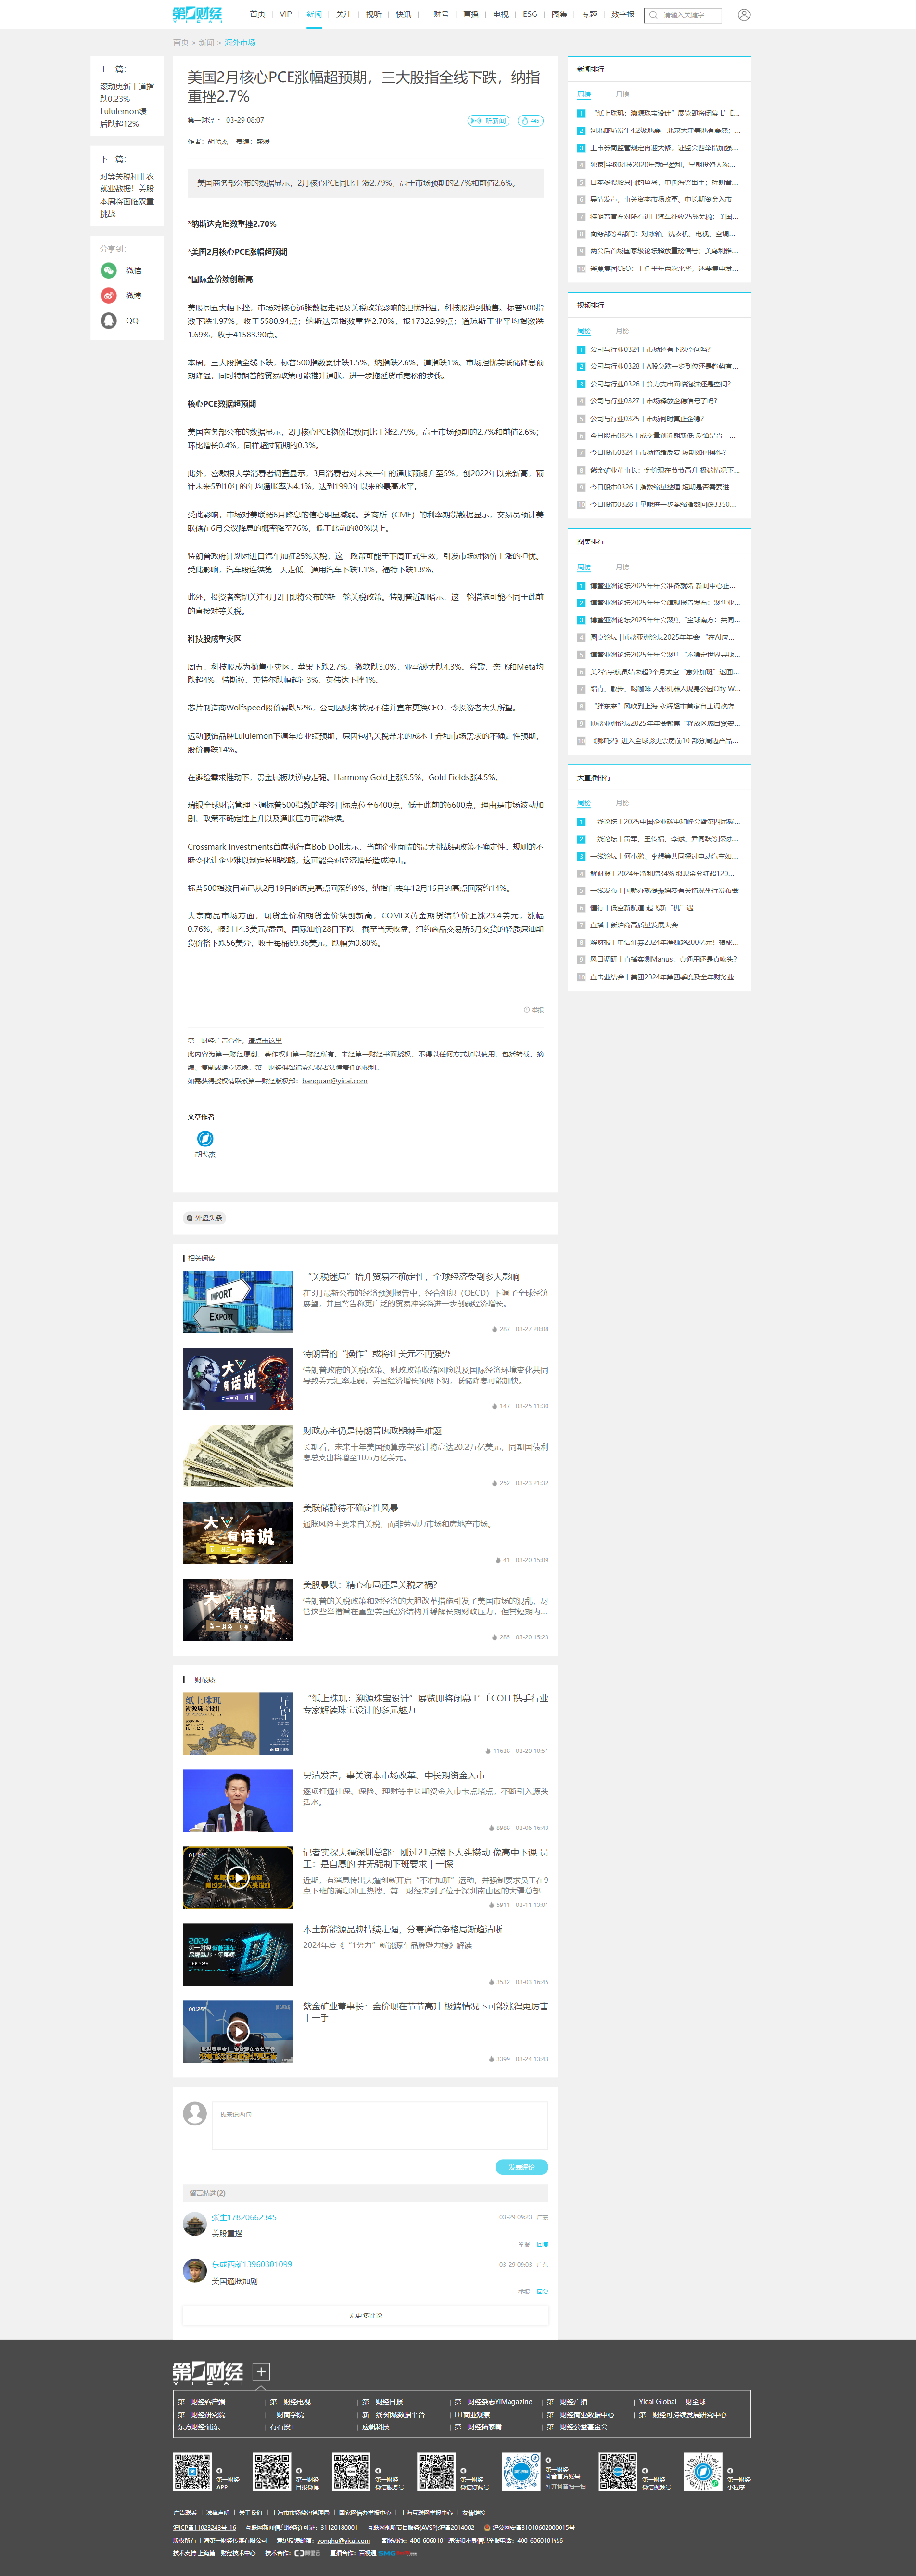 第一财经
YICAI
首页 | VIP | 新闻 | 关注 | 视听 | 快讯 | 一财号 | 直播 | 电视 | ESG | 图集 | 专题 | 数字报
请输入关键字
首页 > 新闻 > 海外市场
上一篇：
滚动更新丨道指
跌0.23%
Lululemon绩
后跌超12%
下一篇：
对等关税和非农
就业数据！美股
本周将面临双重
挑战
分享到：
微信
微博
QQ
美国2月核心PCE涨幅超预期，三大股指全线下跌，纳指
重挫2.7%
第一财经 · 03-29 08:07
听新闻
445
作者：胡弋杰 责编：盛媛
美国商务部公布的数据显示，2月核心PCE同比上涨2.79%，高于市场预期的2.7%和前值2.6%。
*纳斯达克指数重挫2.70%
*美国2月核心PCE涨幅超预期
*国际金价续创新高
美股周五大幅下挫，市场对核心通胀数据走强及关税政策影响的担忧升温，科技股遭到抛售。标普500指
数下跌1.97%，收于5580.94点；纳斯达克指数重挫2.70%，报17322.99点；道琼斯工业平均指数跌
1.69%，收于41583.90点。
本周，三大股指全线下跌，标普500指数累计跌1.5%，纳指跌2.6%，道指跌1%。市场担忧美联储降息预
期降温，同时特朗普的贸易政策可能推升通胀，进一步拖延货币宽松的步伐。
核心PCE数据超预期
美国商务部公布的数据显示，2月核心PCE物价指数同比上涨2.79%，高于市场预期的2.7%和前值2.6%；
环比增长0.4%，同样超过预期的0.3%。
此外，密歇根大学消费者调查显示，3月消费者对未来一年的通胀预期升至5%，创2022年以来新高，预
计未来5到10年的年均通胀率为4.1%，达到1993年以来的最高水平。
受此影响，市场对美联储6月降息的信心明显减弱。芝商所（CME）的利率期货数据显示，交易员预计美
联储在6月会议降息的概率降至76%，低于此前的80%以上。
特朗普政府计划对进口汽车加征25%关税，这一政策可能于下周正式生效，引发市场对物价上涨的担忧。
受此影响，汽车股连续第二天走低，通用汽车下跌1.1%，福特下跌1.8%。
此外，投资者密切关注4月2日即将公布的新一轮关税政策。特朗普近期暗示，这一轮措施可能不同于此前
的直接对等关税。
科技股成重灾区
周五，科技股成为抛售重灾区。苹果下跌2.7%，微软跌3.0%，亚马逊大跌4.3%。谷歌、奈飞和Meta均
跌超4%，特斯拉、英特尔跌幅超过3%，英伟达下挫1%。
芯片制造商Wolfspeed股价暴跌52%，公司因财务状况不佳并宣布更换CEO，令投资者大失所望。
运动服饰品牌Lululemon下调年度业绩预期，原因包括关税带来的成本上升和市场需求的不确定性预期，
股价暴跌14%。
在避险需求推动下，贵金属板块逆势走强。Harmony Gold上涨9.5%，Gold Fields涨4.5%。
瑞银全球财富管理下调标普500指数的年终目标点位至6400点，低于此前的6600点，理由是市场波动加
剧、政策不确定性上升以及通胀压力可能持续。
Crossmark Investments首席执行官Bob Doll表示，当前企业面临的最大挑战是政策不确定性。规则的不
断变化让企业难以制定长期战略，这可能会对经济增长造成冲击。
标普500指数目前已从2月19日的历史高点回落约9%，纳指自去年12月16日的高点回落约14%。
大宗商品市场方面，现货金价和期货金价续创新高，COMEX黄金期货结算价上涨23.4美元，涨幅
0.76%，报3114.3美元/盎司。国际油价28日下跌，截至当天收盘，纽约商品交易所5月交货的轻质原油期
货价格下跌56美分，收于每桶69.36美元，跌幅为0.80%。
举报
第一财经广告合作，请点击这里
此内容为第一财经原创，著作权归第一财经所有。未经第一财经书面授权，不得以任何方式加以使用，包括转载、摘
编、复制或建立镜像。第一财经保留追究侵权者法律责任的权利。
如需获得授权请联系第一财经版权部：banquan@yicai.com
文章作者
胡弋杰
外盘头条
相关阅读
IMPORT
EXPORT
“关税迷局”抬升贸易不确定性，全球经济受到多大影响
在3月最新公布的经济预测报告中，经合组织（OECD）下调了全球经济
展望，并且警告称更广泛的贸易冲突将进一步削弱经济增长。
287 03-27 20:08
大V有话说
特朗普的“操作”或将让美元不再强势
特朗普政府的关税政策、财政政策收缩风险以及国际经济环境变化共同
导致美元汇率走弱，美国经济增长预期下调，联储降息可能加快。
147 03-25 11:30
财政赤字仍是特朗普执政期棘手难题
长期看，未来十年美国预算赤字累计将高达20.2万亿美元，同期国债利
息总支出将增至10.6万亿美元。
252 03-23 21:32
大V有话说
美联储静待不确定性风暴
通胀风险主要来自关税，而非劳动力市场和房地产市场。
41 03-20 15:09
大V有话说
美股暴跌：精心布局还是关税之祸？
特朗普的关税政策和对经济的大胆改革措施引发了美国市场的混乱，尽
管这些举措旨在重塑美国经济结构并缓解长期政政压力，但其短期内...
285 03-20 15:23
一财最热
纸上珠玑
溯源珠宝设计
“纸上珠玑：溯源珠宝设计”展览即将闭幕 L’ÉCOLE携手行业
专家解读珠宝设计的多元魅力
11638 03-20 10:51
吴清发声，事关资本市场改革、中长期资金入市
逐项打通社保、保险、理财等中长期资金入市卡点堵点，不断引入源头
活水。
8988 03-06 16:43
01'14"
记者实探大疆深圳总部：刚过21点楼下人头攒动 像高中下课 员
工：是自愿的 并无强制下班要求 | 一探
近期，有消息传出大疆创新开启“不准加班”运动，并强制要求员工在9
点下班的消息冲上热搜。第一财经来到了位于深圳南山区的大疆总部...
5911 03-11 13:01
2024
本土新能源品牌持续走强，分赛道竞争格局渐趋清晰
2024年度《“1势力”新能源车品牌魅力榜》解读
3532 03-03 16:45
00'25"
紫金矿业董事长：金价现在节节高升 极端情况下可能涨得更厉害
丨一手
3399 03-24 13:43
我来说两句
发表评论
留言精选(2)
张生17820662345
03-29 09:23 · 广东
美股重挫
举报 回复
东成西就13960301099
03-29 09:03 · 广东
美国通胀加剧
举报 回复
无更多评论
新闻排行
周榜 月榜
1 “纸上珠玑：溯源珠宝设计”展览即将闭幕 L’É...
2 河北廊坊发生4.2级地震，北京天津等地有震感；...
3 上市券商监管规定再迎大修，证监会四举措加强...
4 独家|宇树科技2020年就已盈利，早期投资人称...
5 日本多艘船只闯钓鱼岛，中国海警出手；特朗普...
6 吴清发声，事关资本市场改革、中长期资金入市
7 特朗普宣布对所有进口汽车征收25%关税；美国...
8 商务部等4部门：对冰箱、洗衣机、电视、空调...
9 两会后首场国家级论坛释放重磅信号；美乌利雅...
10 雀巢集团CEO：上任半年两次来华，还要集中发...
视频排行
周榜 月榜
1 公司与行业0324丨市场还有下跌空间吗？
2 公司与行业0328丨A股急跌一步到位还是趋势有...
3 公司与行业0326丨算力支出面临泡沫还是空间？
4 公司与行业0327丨市场释放企稳信号了吗？
5 公司与行业0325丨市场何时真正企稳？
6 今日股市0325丨成交量创近期新低 反弹是否一...
7 今日股市0324丨市场情绪反复 短期如何操作？
8 紫金矿业董事长：金价现在节节高升 极端情况下...
9 今日股市0326丨指数缩量整理 短期是否需要进...
10 今日股市0328丨量能进一步萎缩指数回踩3350...
图集排行
周榜 月榜
1 博鳌亚洲论坛2025年年会准备就绪 新闻中心正...
2 博鳌亚洲论坛2025年年会旗舰报告发布：聚焦亚...
3 博鳌亚洲论坛2025年年会聚焦“全球南方：共同...
4 圆桌论坛 | 博鳌亚洲论坛2025年年会 “在AI应...
5 博鳌亚洲论坛2025年年会聚焦“不稳定世界寻找...
6 美2名宇航员结束超9个月太空“意外加班”返回...
7 踏青、散步、喝咖啡 人形机器人现身公园City W...
8 “胖东来”风吹到上海 永辉超市首家自主调改店...
9 博鳌亚洲论坛2025年年会聚焦“释放区域自贸安...
10 《哪吒2》进入全球影史票房前10 部分周边产品...
大直播排行
周榜 月榜
1 一线论坛丨2025中国企业碳中和峰会暨第四届碳...
2 一线论坛丨雷军、王传福、李斌、尹同跃等探讨...
3 一线论坛丨何小鹏、李想等共同探讨电动汽车如...
4 解财报丨2024年净利增34% 拟现金分红超120...
5 一线发布丨国新办就提振消费有关情况举行发布会
6 懂行丨低空新航道 起飞新“机”遇
7 直播丨新沪商高质量发展大会
8 解财报丨中信证券2024年净赚超200亿元！揭秘...
9 风口调研丨直播实测Manus，真通用还是真噱头？
10 直击业绩会丨美团2024年第四季度及全年财务业...
第一财经
YICAI
第一财经客户端 | 第一财经电视 | 第一财经日报 | 第一财经杂志YiMagazine | 第一财经广播 | Yicai Global 一财全球
第一财经研究院 | 一财商学院 | 新一线·知城数据平台 | DT商业观察 | 第一财经商业数据中心 | 第一财经可持续发展研究中心
东方财经·浦东 | 有看投+ | 应帆科技 | 第一财经陆家嘴 | 第一财经公益基金会
第一财经
APP
第一财经
日报微博
第一财经
微信服务号
第一财经
微信订阅号
第一财经
抖音官方账号
打开抖音扫一扫
第一财经
微信视频号
第一财经
小程序
广告联系 | 法律声明 | 关于我们 | 上海市市场监督管理局 | 国家网信办举报中心 | 上海互联网举报中心 | 友情链接
沪ICP备11023243号-16 互联网新闻信息服务许可证：31120180001 互联网视听节目服务(AVSP):沪备2014002 沪公网安备31010602000015号
版权所有 上海第一财经传媒有限公司 意见反馈邮箱：yonghu@yicai.com 客服热线：400-6060101 违法和不良信息举报电话：400-6060101转6
技术支持 上海第一财经技术中心 技术合作：阿里云 直播合作：百视通 SMG